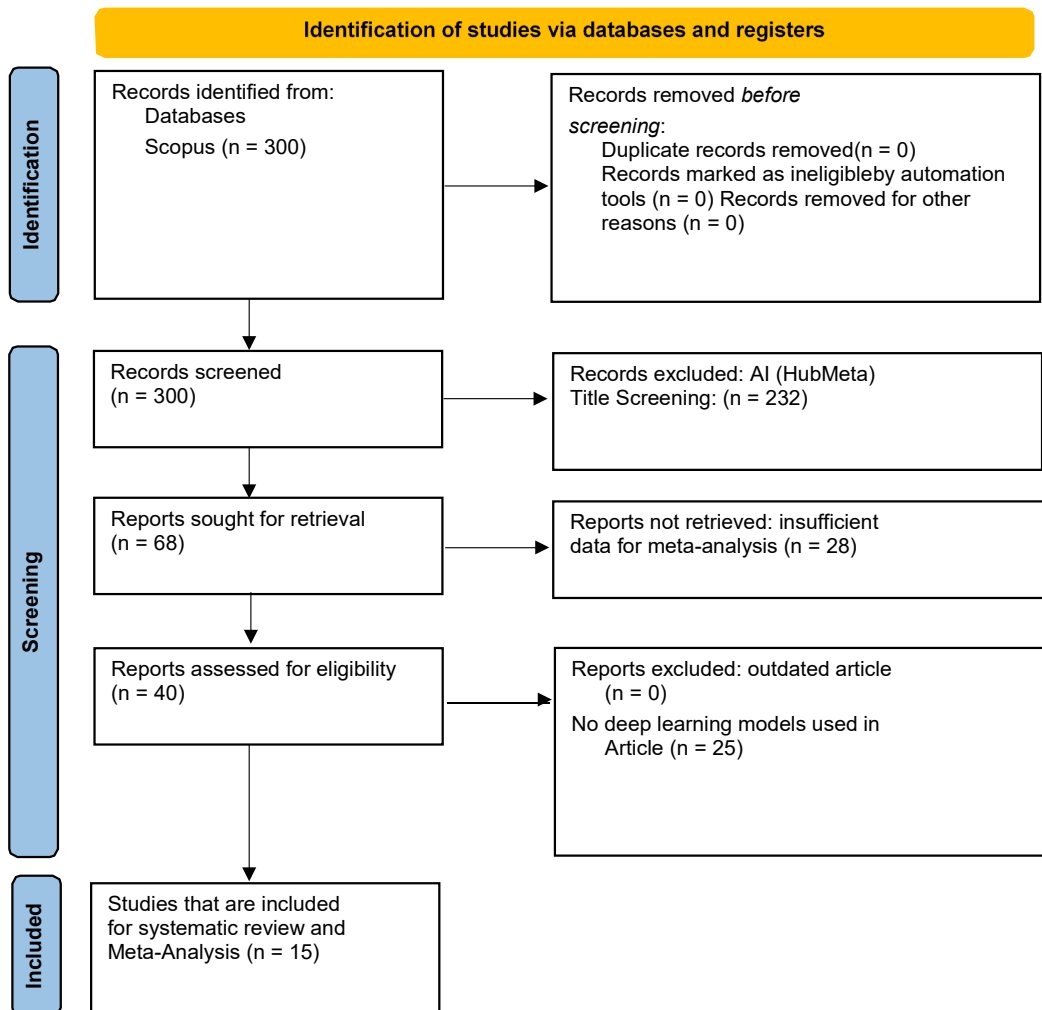 Identification of studies via databases and registers
Identification
Records identified from:
Databases
Scopus (n = 300)
Records removed before
screening:
Duplicate records removed(n = 0)
Records marked as ineligibleby automation
tools (n = 0) Records removed for other
reasons (n = 0)
Screening
Records screened
(n = 300)
Records excluded: AI (HubMeta)
Title Screening: (n = 232)
Reports sought for retrieval
(n = 68)
Reports not retrieved: insufficient
data for meta-analysis (n = 28)
Reports assessed for eligibility
(n = 40)
Reports excluded: outdated article
(n = 0)
No deep learning models used in
Article (n = 25)
Included
Studies that are included
for systematic review and
Meta-Analysis (n = 15)